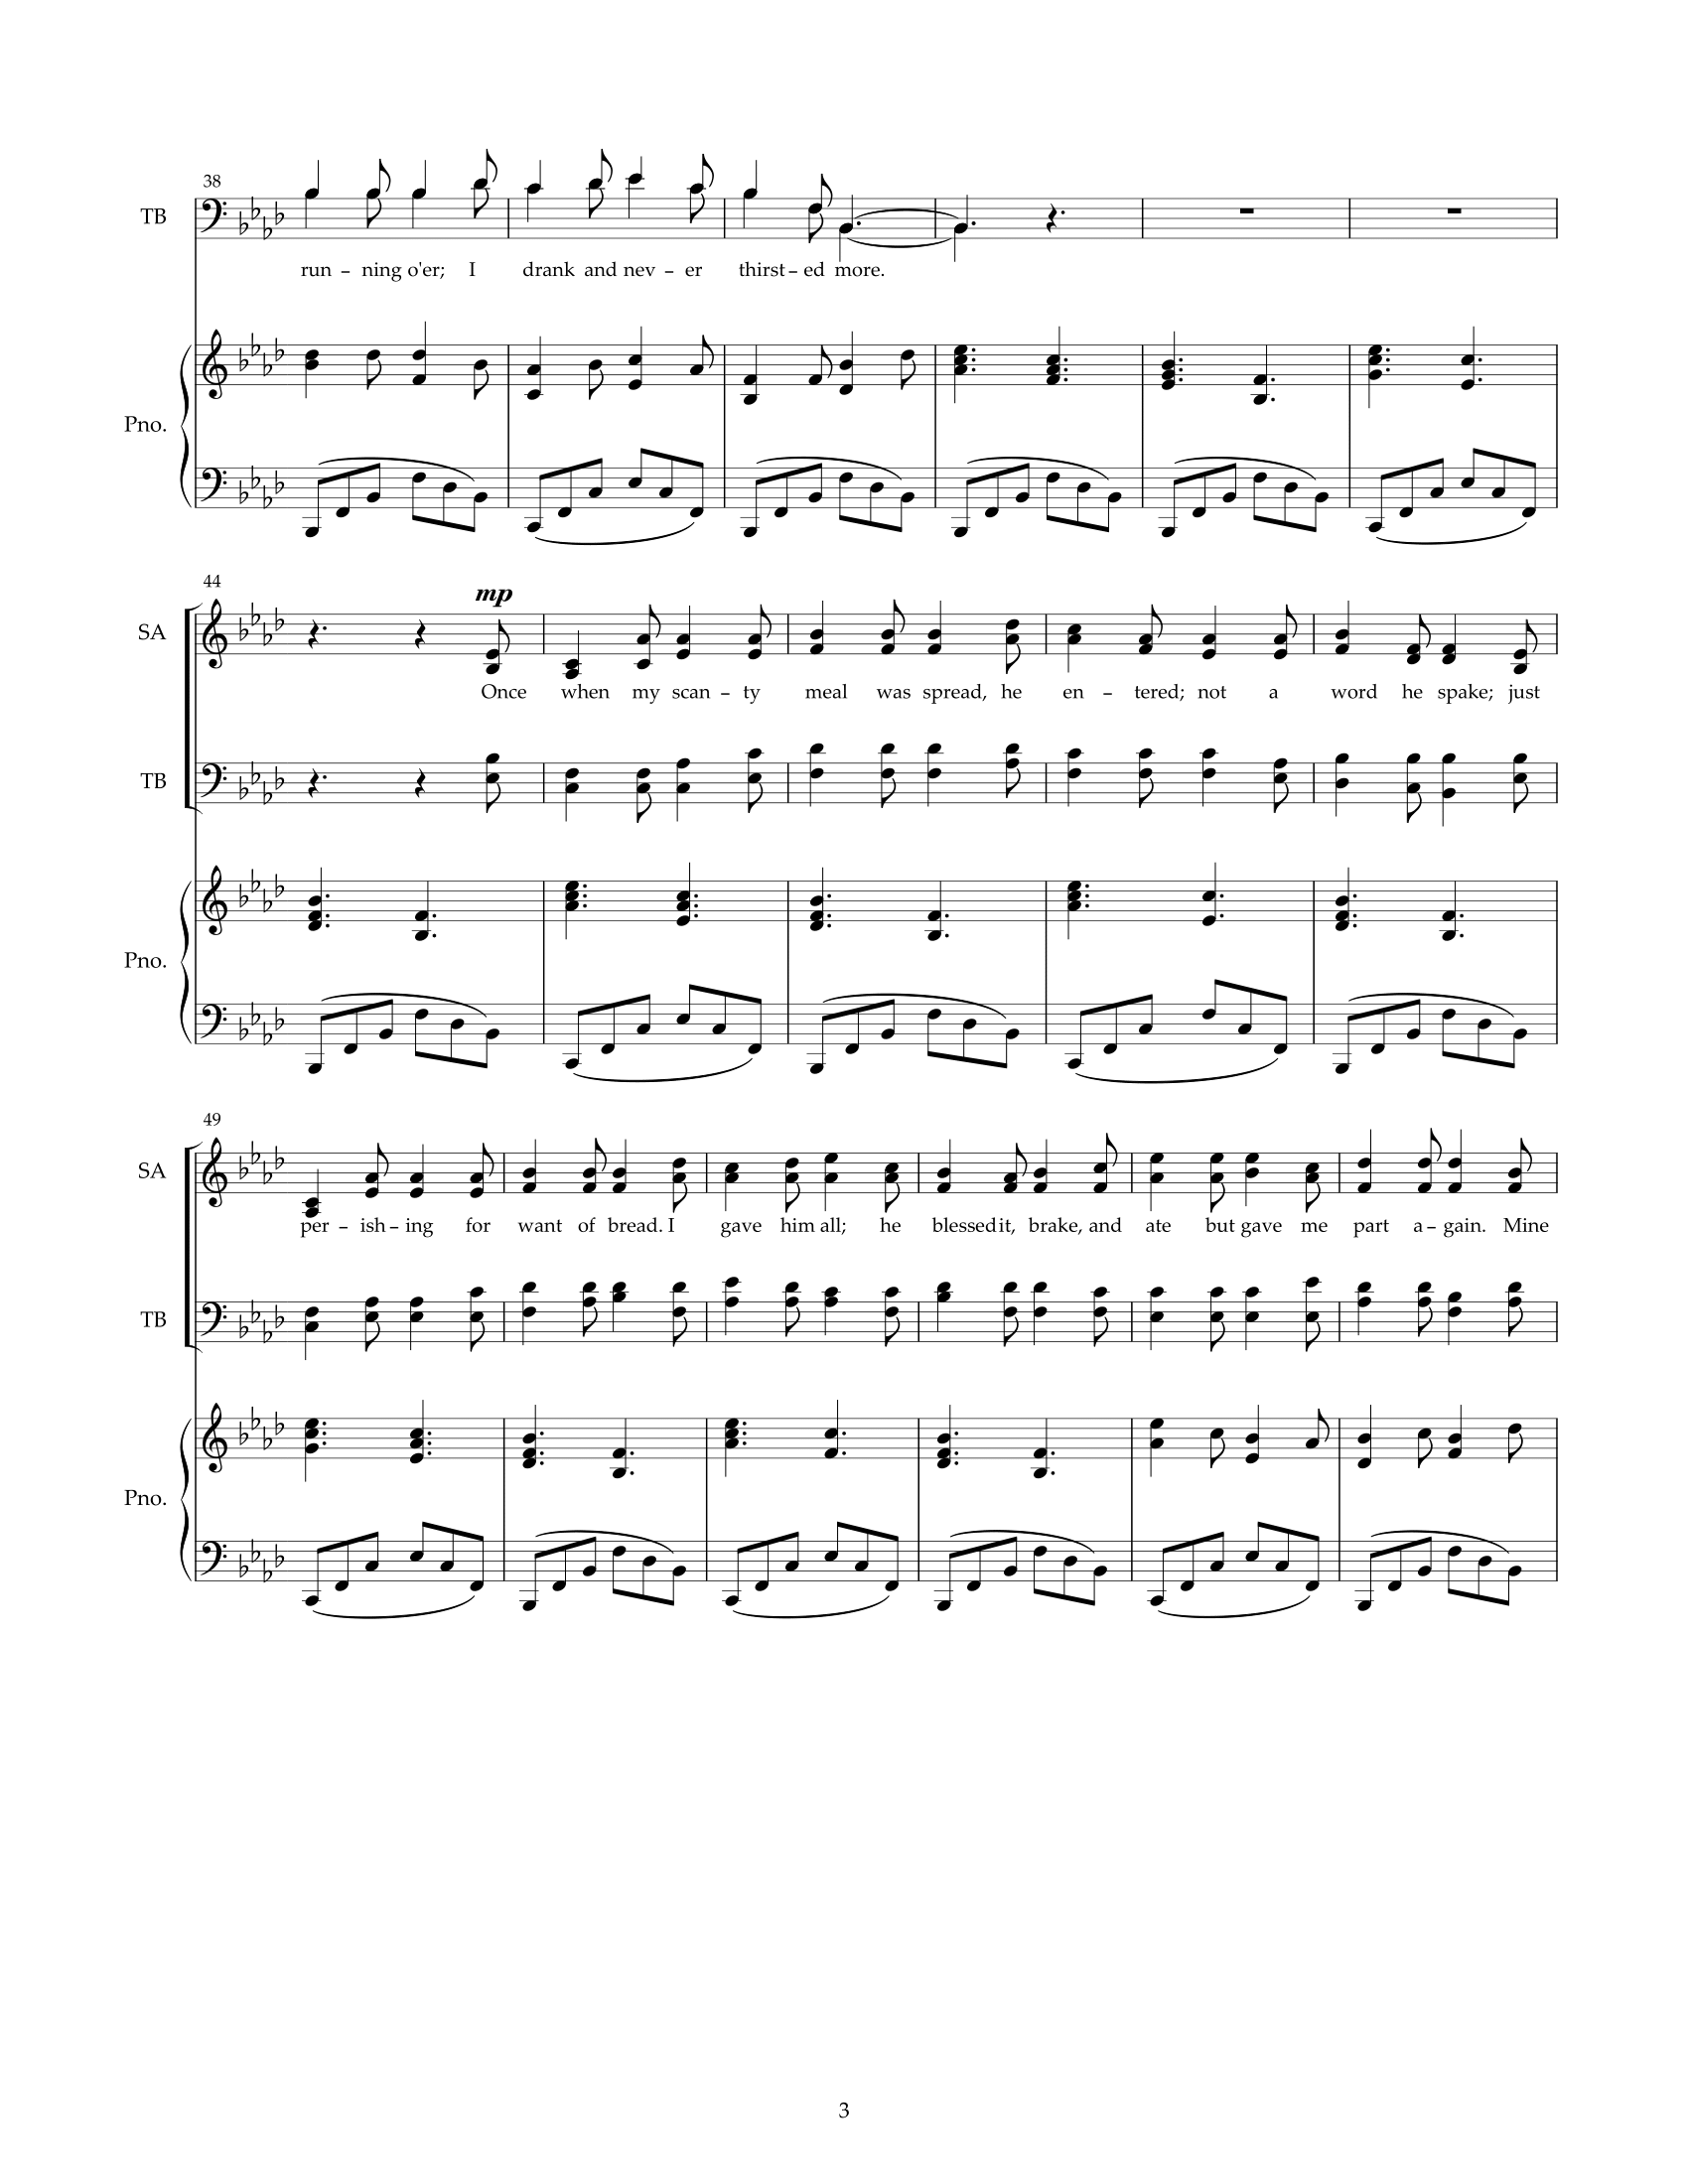 38
TB
run – ning o'er; I drank and nev – er thirst – ed more.
Pno.
44
mp
SA
Once when my scan – ty meal was spread, he en – tered; not a word he spake; just
TB
Pno.
49
SA
per – ish – ing for want of bread. I gave him all; he blessed it, brake, and ate but gave me part a – gain. Mine
TB
Pno.
3